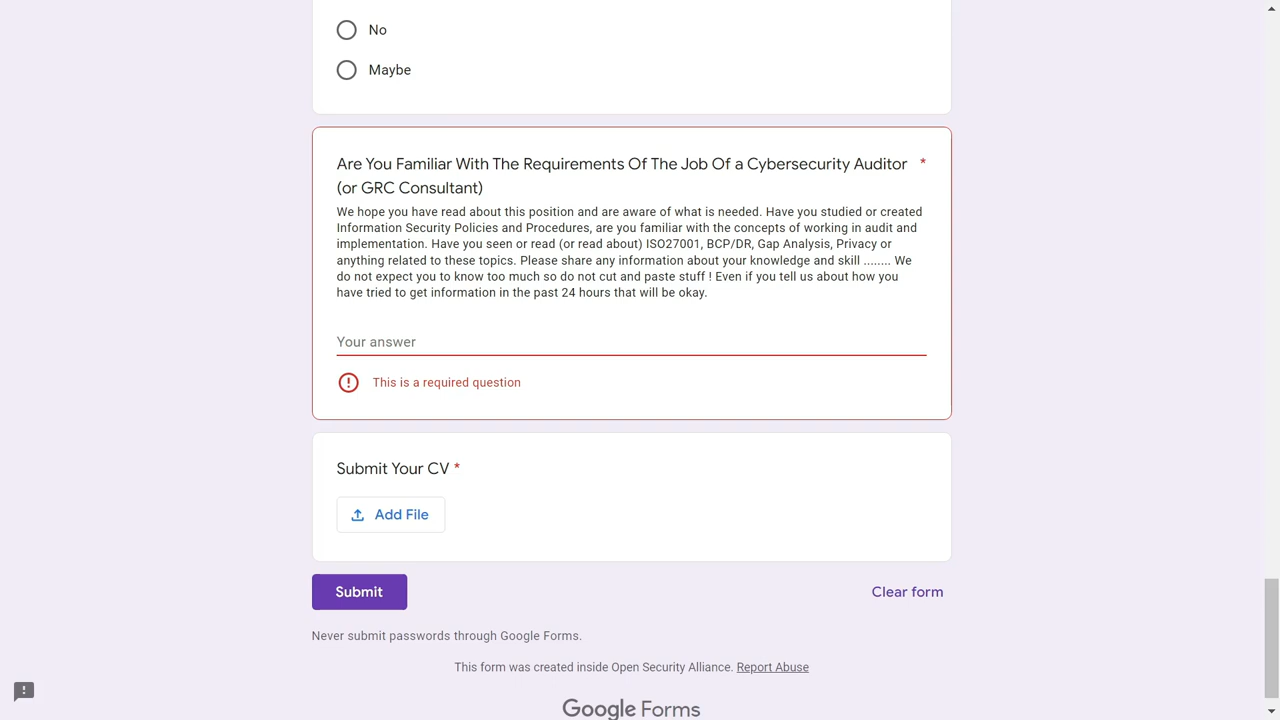 No
Maybe
Are You Familiar With The Requirements Of The Job Of a Cybersecurity Auditor *
(or GRC Consultant)
We hope you have read about this position and are aware of what is needed. Have you studied or created
Information Security Policies and Procedures, are you familiar with the concepts of working in audit and
implementation. Have you seen or read (or read about) ISO27001, BCP/DR, Gap Analysis, Privacy or
anything related to these topics. Please share any information about your knowledge and skill ........ We
do not expect you to know too much so do not cut and paste stuff ! Even if you tell us about how you
have tried to get information in the past 24 hours that will be okay.
Your answer
This is a required question
Submit Your CV *
Add File
Submit
Clear form
Never submit passwords through Google Forms.
This form was created inside Open Security Alliance. Report Abuse
Google Forms